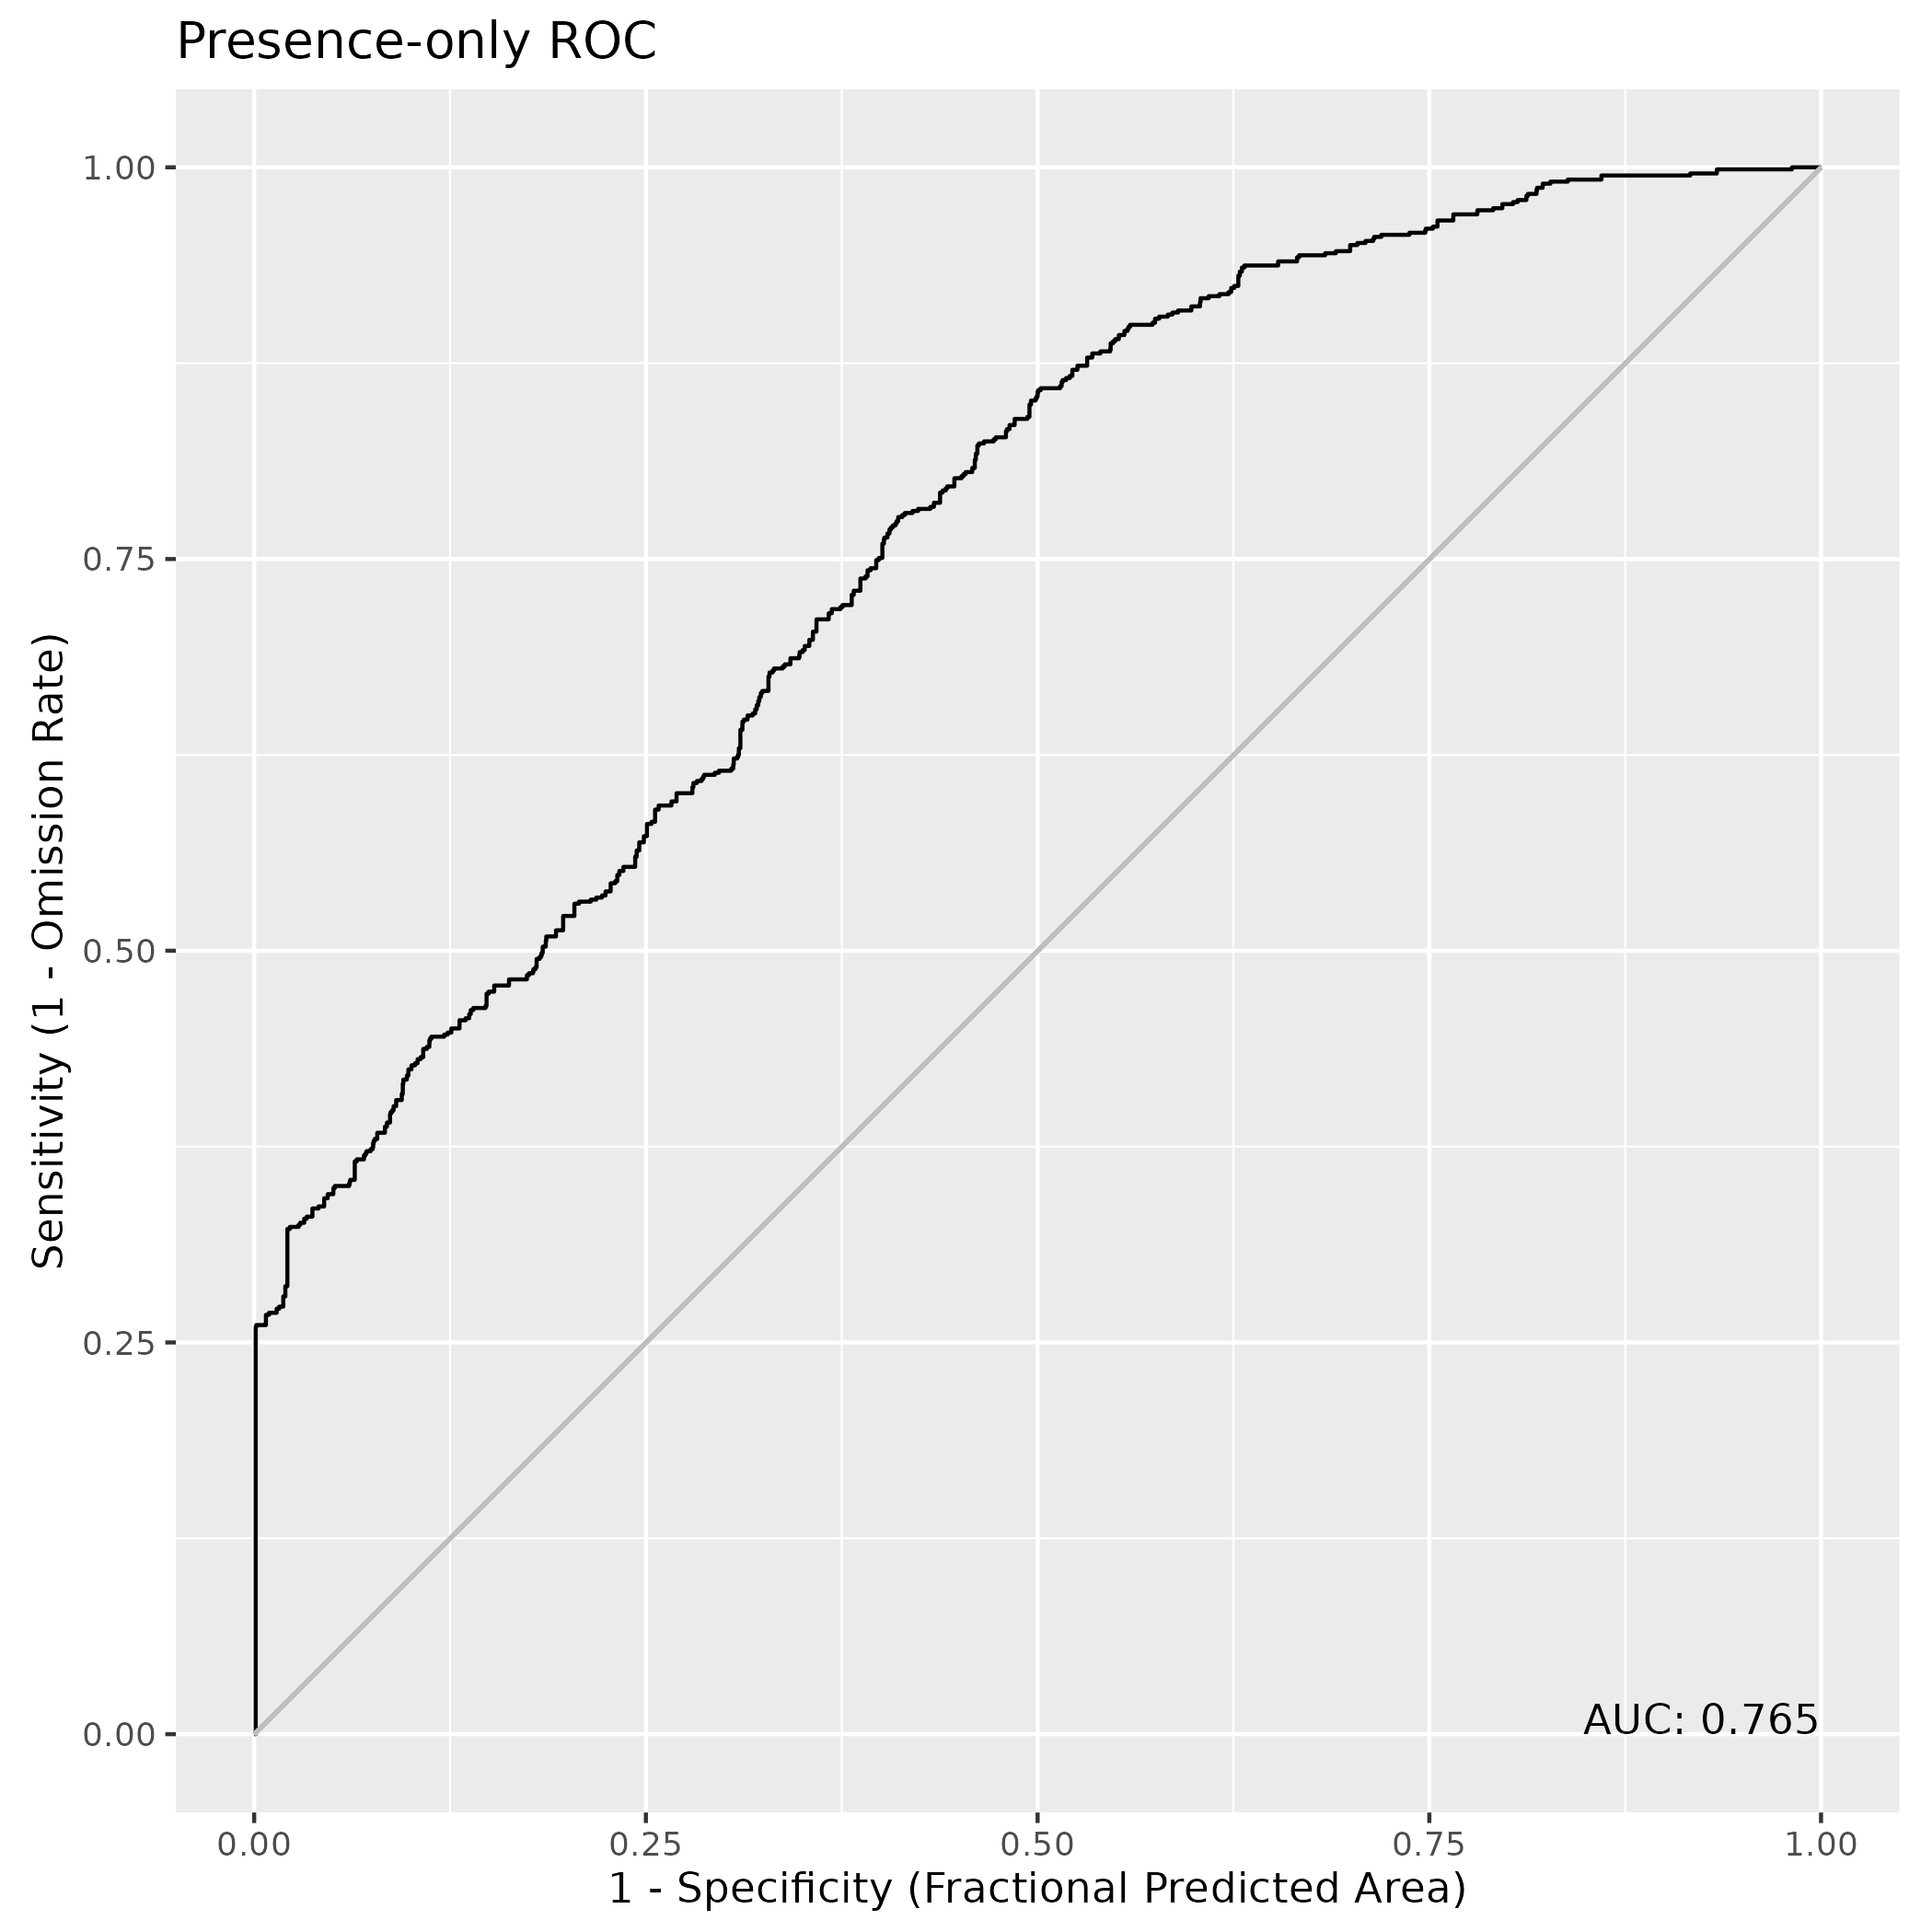 Presence-only ROC
Sensitivity (1 - Omission Rate)
1.00
0.75
0.50
0.25
0.00
AUC: 0.765
0.00 0.25 0.50 0.75 1.00
1 - Specificity (Fractional Predicted Area)